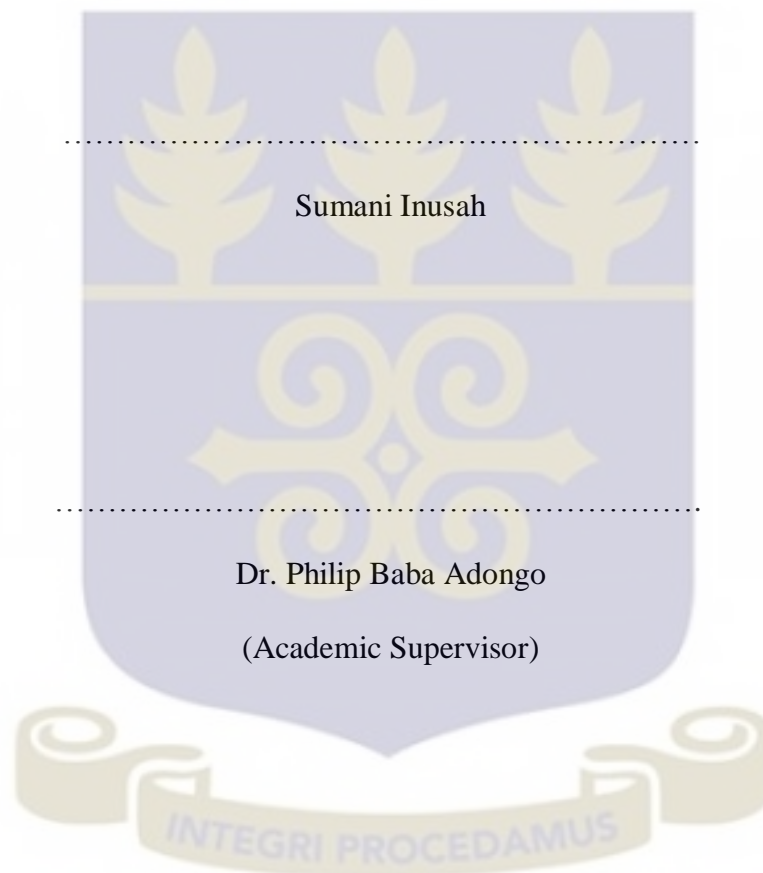 ……………………………………………………………
Sumani Inusah
……………………………………………………………
Dr. Philip Baba Adongo
(Academic Supervisor)
INTEGRI PROCEDAMUS